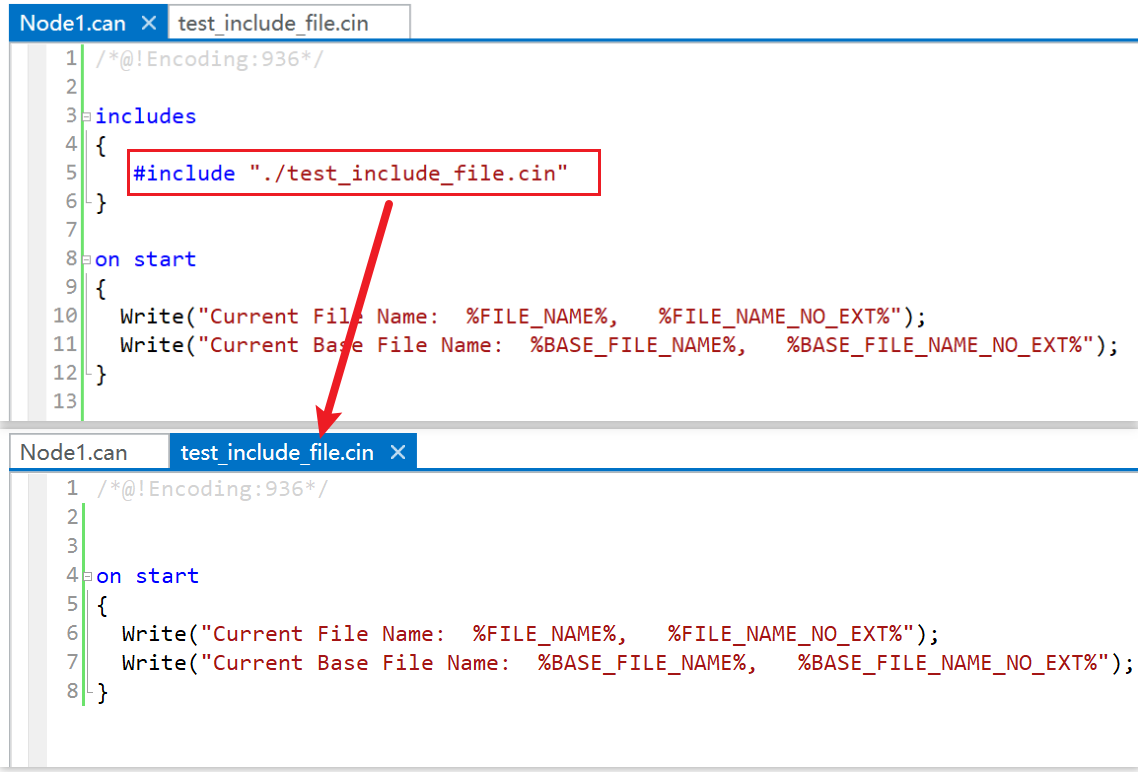 Node1.can × test_include_file.cin
1 /*@!Encoding:936*/
2
3 includes
4 {
5 #include "./test_include_file.cin"
6 }
7
8 on start
9 {
10 Write("Current File Name:  %FILE_NAME%,   %FILE_NAME_NO_EXT%");
11 Write("Current Base File Name:  %BASE_FILE_NAME%,   %BASE_FILE_NAME_NO_EXT%");
12 }
13
Node1.can test_include_file.cin ×
1 /*@!Encoding:936*/
2
3
4 on start
5 {
6 Write("Current File Name:  %FILE_NAME%,   %FILE_NAME_NO_EXT%");
7 Write("Current Base File Name:  %BASE_FILE_NAME%,   %BASE_FILE_NAME_NO_EXT%");
8 }